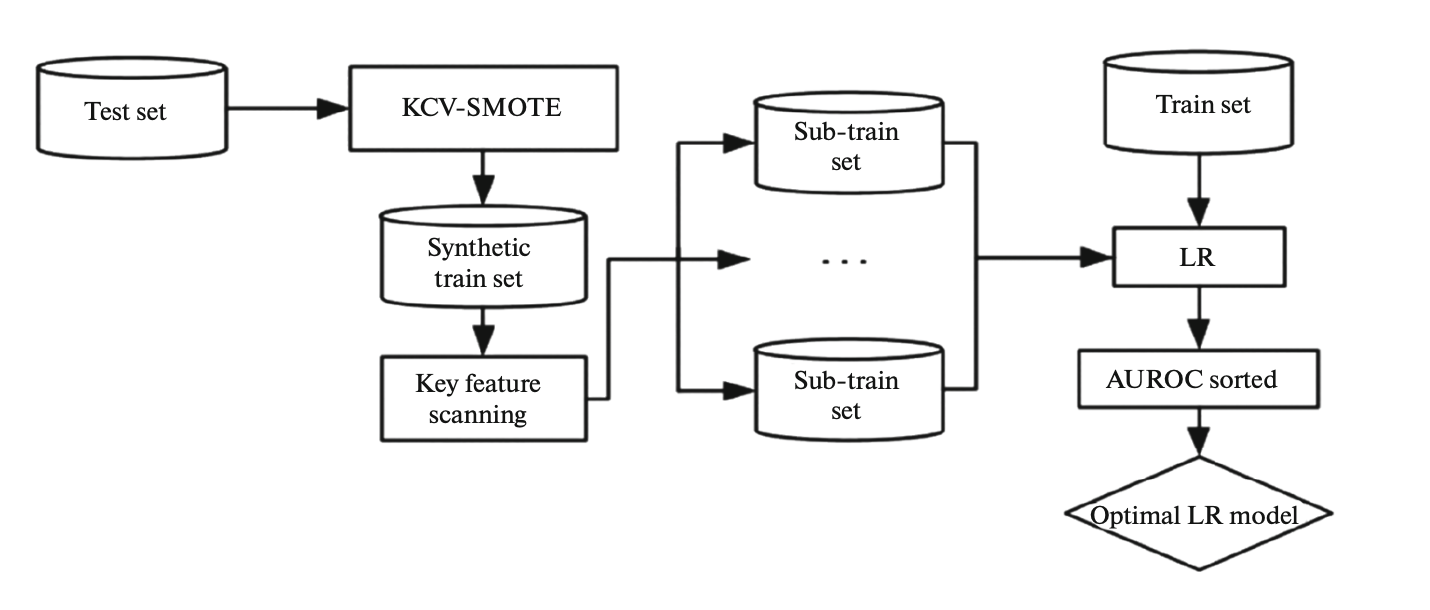 Test set
KCV-SMOTE
Synthetic
train set
Key feature
scanning
Sub-train
set
. . .
Sub-train
set
Train set
LR
AUROC sorted
Optimal LR model